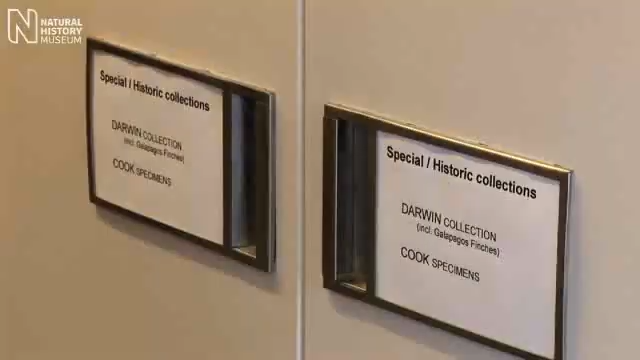 NATURAL
HISTORY
MUSEUM
Special / Historic collections
DARWIN COLLECTION
(incl. Galapagos Finches)
COOK SPECIMENS
Special / Historic collections
DARWIN COLLECTION
(incl. Galapagos Finches)
COOK SPECIMENS